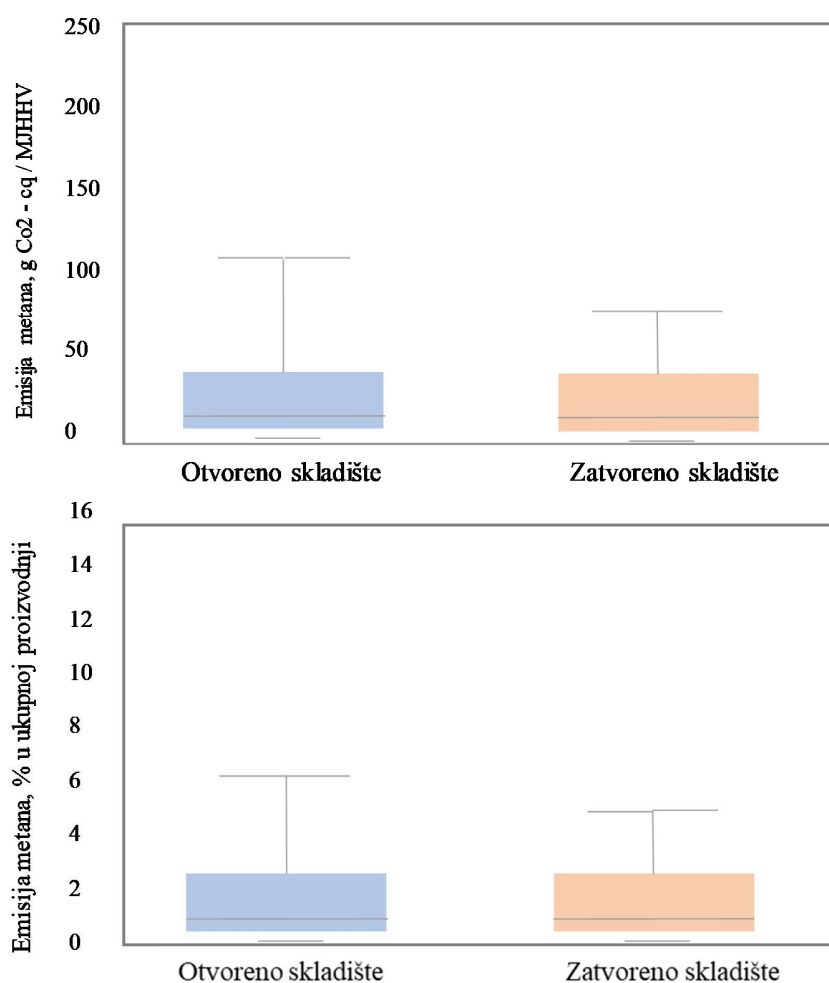 250
200
150
100
50
0
Emisija metana, g Co2 - cq / MJHHV
Otvoreno skladište
Zatvoreno skladište
16
14
12
10
8
6
4
2
0
Emisija metana, % u ukupnoj proizvodnji
Otvoreno skladište
Zatvoreno skladište